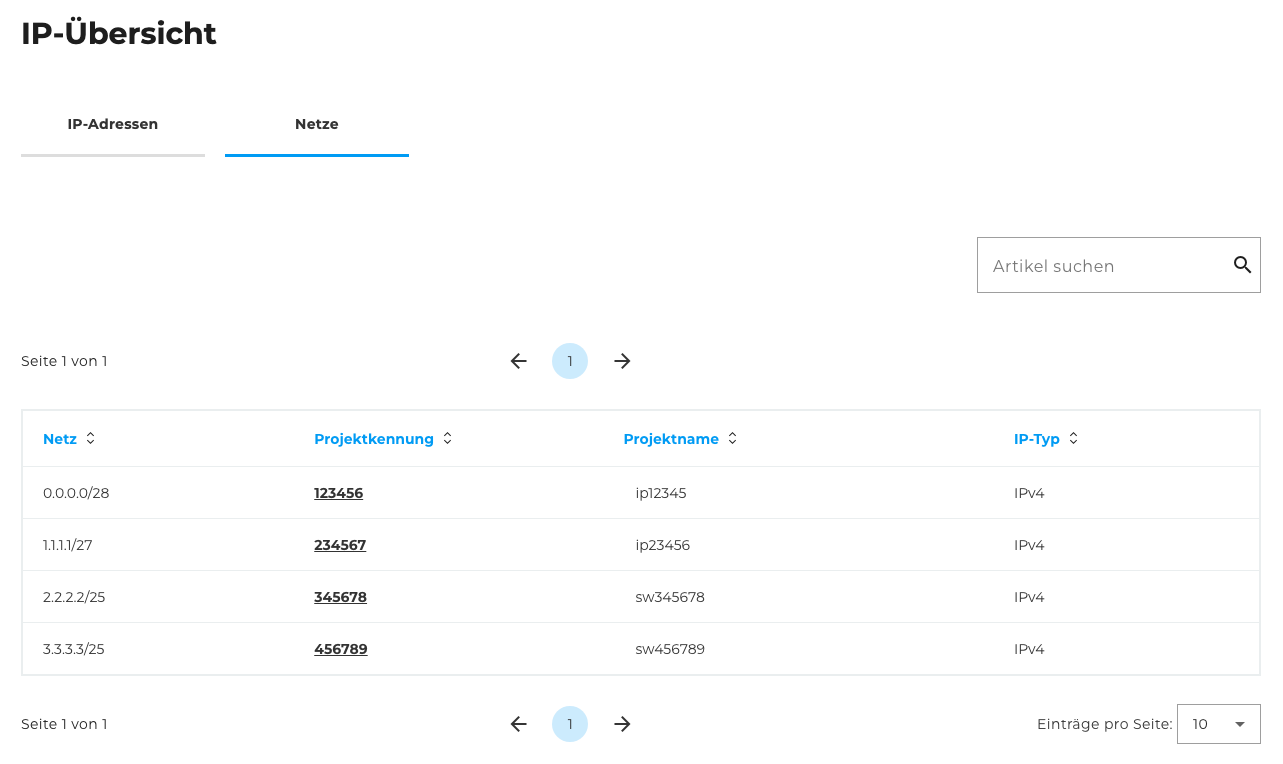 IP-Übersicht
IP-Adressen Netze
Artikel suchen
Seite 1 von 1 1
Netz Projektkennung Projektname IP-Typ
0.0.0.0/28 123456 ip12345 IPv4
1.1.1.1/27 234567 ip23456 IPv4
2.2.2.2/25 345678 sw345678 IPv4
3.3.3.3/25 456789 sw456789 IPv4
Seite 1 von 1 1 Einträge pro Seite: 10